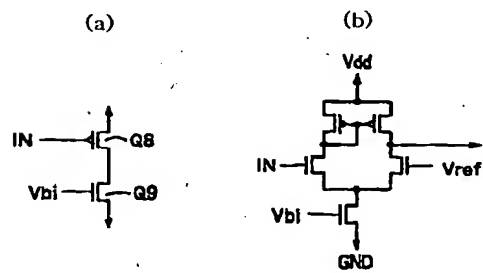 (a)
IN
Q8
Vbi
Q9
(b)
Vdd
IN
Vref
Vbi
GND